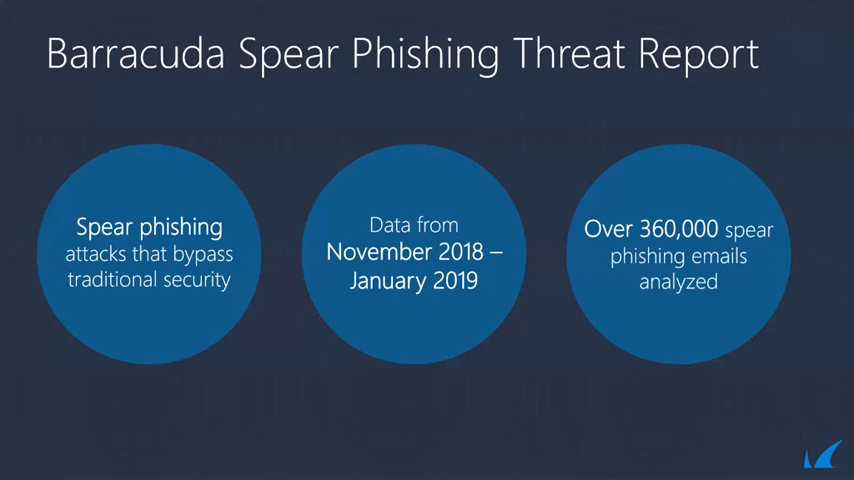 Barracuda Spear Phishing Threat Report
Spear phishing
attacks that bypass
traditional security
Data from
November 2018 –
January 2019
Over 360,000 spear
phishing emails
analyzed